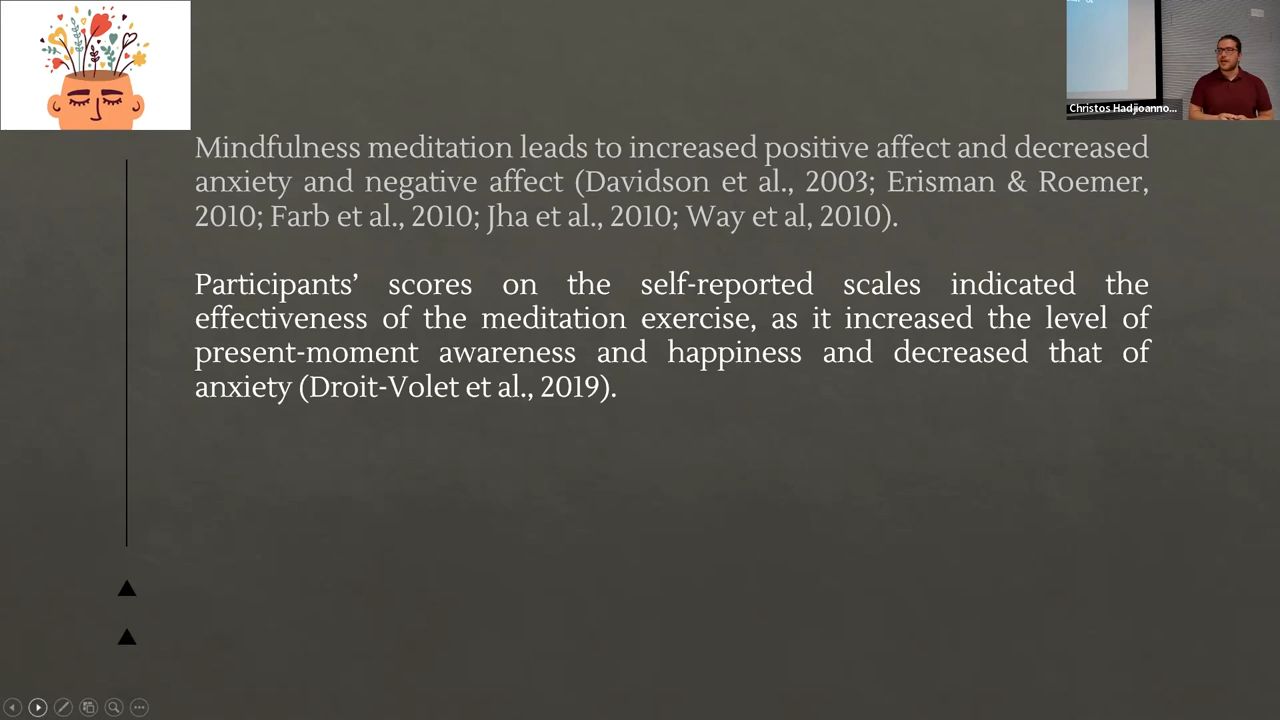 Christos Hadjioanno...
Mindfulness meditation leads to increased positive affect and decreased
anxiety and negative affect (Davidson et al., 2003; Erisman & Roemer,
2010; Farb et al., 2010; Jha et al., 2010; Way et al, 2010).
Participants’ scores on the self-reported scales indicated the
effectiveness of the meditation exercise, as it increased the level of
present-moment awareness and happiness and decreased that of
anxiety (Droit-Volet et al., 2019).